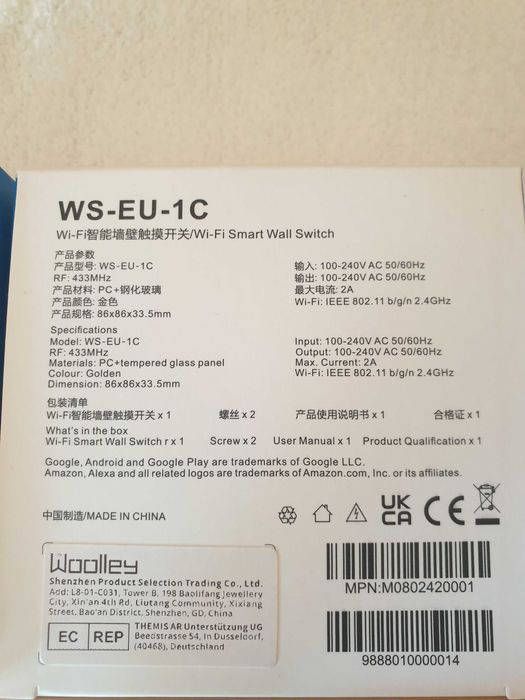 WS-EU-1C
Wi-Fi智能墙壁触摸开关/Wi-Fi Smart Wall Switch
产品参数
产品型号: WS-EU-1C
RF: 433MHz
产品材料: PC+钢化玻璃
产品颜色: 金色
产品规格: 86x86x33.5mm
输入: 100-240V AC 50/60Hz
输出: 100-240V AC 50/60Hz
最大电流: 2A
Wi-Fi: IEEE 802.11 b/g/n 2.4GHz
Specifications
Model: WS-EU-1C
RF: 433MHz
Materials: PC+tempered glass panel
Colour: Golden
Dimension: 86x86x33.5mm
Input: 100-240V AC 50/60Hz
Output: 100-240V AC 50/60Hz
Max. Current: 2A
Wi-Fi: IEEE 802.11 b/g/n 2.4GHz
包装清单
Wi-Fi智能墙壁触摸开关 x 1 螺丝 x 2 产品使用说明书 x 1 合格证 x 1
What's in the box
Wi-Fi Smart Wall Switch r x 1 Screw x 2 User Manual x 1 Product Qualification x 1
Google, Android and Google Play are trademarks of Google LLC.
Amazon, Alexa and all related logos are trademarks of Amazon.com, Inc. or its affiliates.
中国制造/MADE IN CHINA
UK
CA
CE
Woolley
Shenzhen Product Selection Trading Co., Ltd.
Add: L8-01-C031, Tower B, 198 Baolifang Jewellery
City, Xin'an 4th Rd, Liutang Community, Xixiang
Street, Bao'an District, Shenzhen, GD, China
EC REP
THEMIS AR Unterstützung UG
Beedstrasse 54, In Dusseldorf,
(40468), Deutschland
MPN:M0802420001
9888010000014